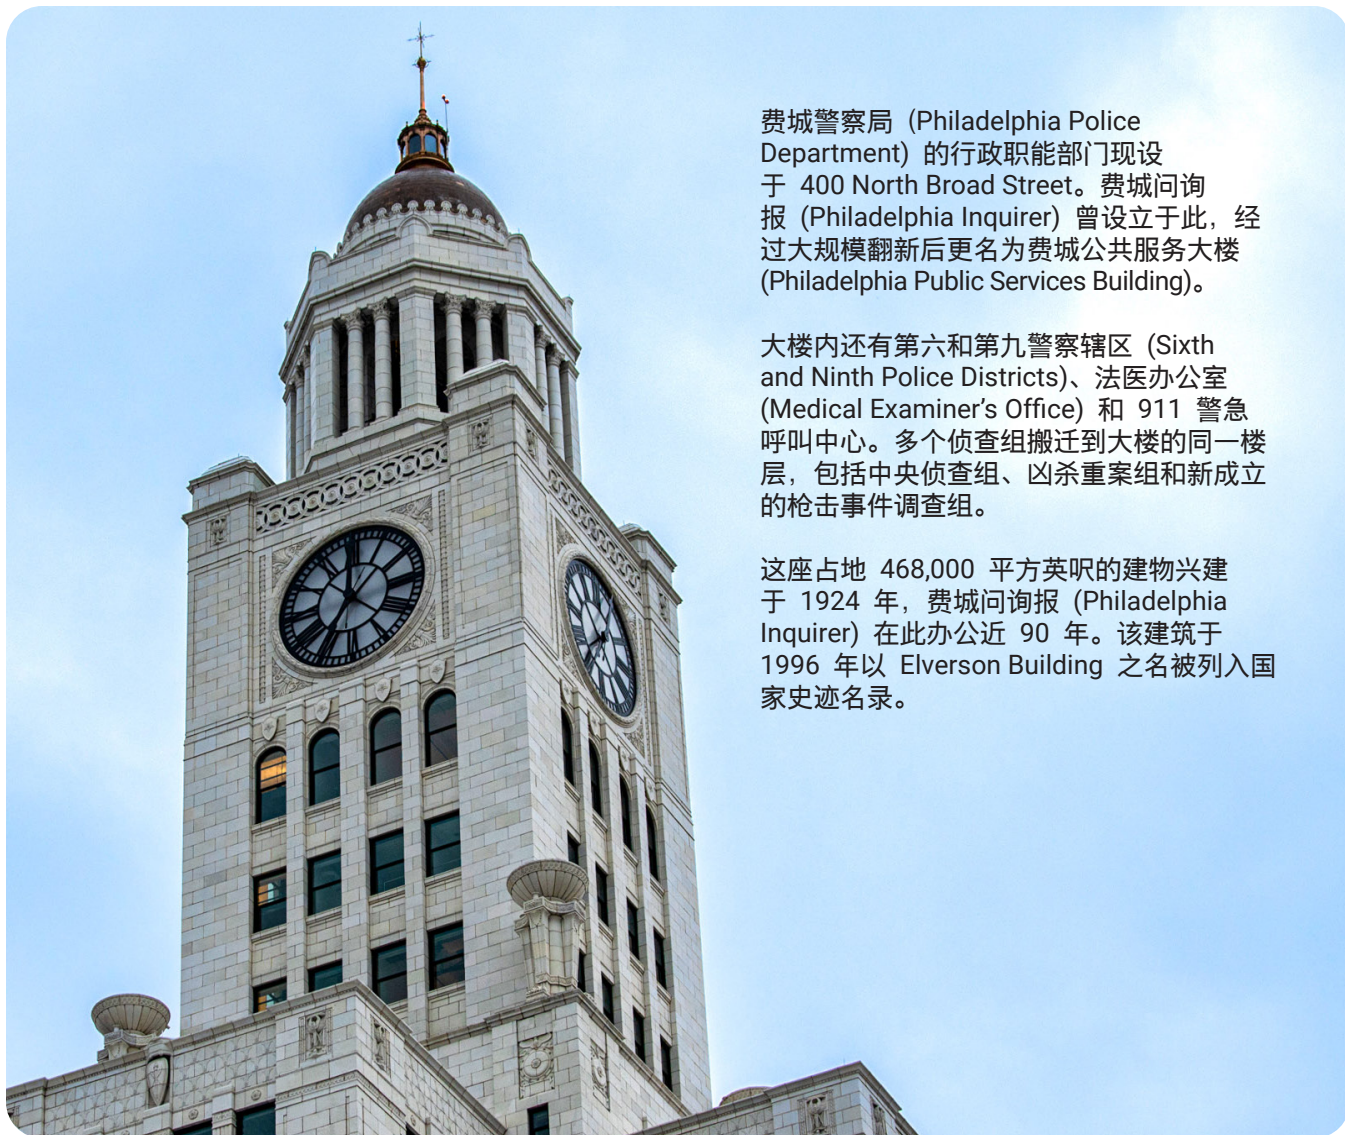 费城警察局 (Philadelphia Police
Department) 的行政职能部门现设
于 400 North Broad Street。费城问询
报 (Philadelphia Inquirer) 曾设立于此，经
过大规模翻新后更名为费城公共服务大楼
(Philadelphia Public Services Building)。
大楼内还有第六和第九警察辖区 (Sixth
and Ninth Police Districts)、法医办公室
(Medical Examiner’s Office) 和 911 警急
呼叫中心。多个侦查组搬迁到大楼的同一楼
层，包括中央侦查组、凶杀重案组和新成立
的枪击事件调查组。
这座占地 468,000 平方英呎的建物兴建
于 1924 年，费城问询报 (Philadelphia
Inquirer) 在此办公近 90 年。该建筑于
1996 年以 Elverson Building 之名被列入国
家史迹名录。